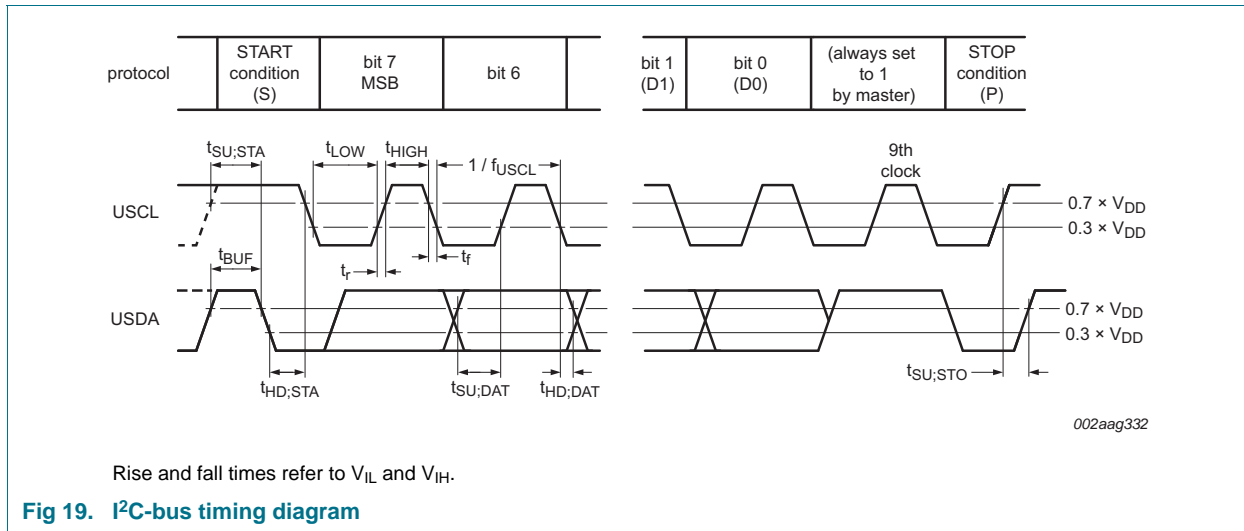 protocol
START
condition
(S)
bit 7
MSB
bit 6
bit 1
(D1)
bit 0
(D0)
(always set
to 1
by master)
STOP
condition
(P)
tSU;STA
tLOW
tHIGH
1 / fUSCL
9th
clock
USCL
0.7 × VDD
0.3 × VDD
tBUF
tr
tf
USDA
0.7 × VDD
0.3 × VDD
tHD;STA
tSU;DAT
tHD;DAT
tSU;STO
002aag332
Rise and fall times refer to VIL and VIH.
Fig 19. I²C-bus timing diagram